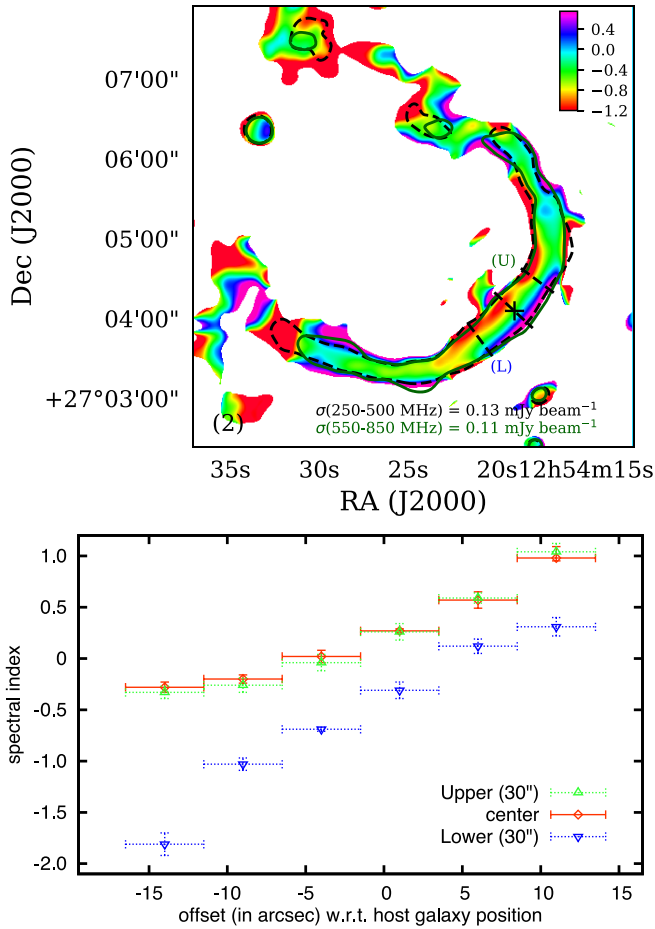 0.4
0.0
−0.4
−0.8
−1.2
07'00"
06'00"
05'00"
04'00"
+27°03'00"
Dec (J2000)
(U)
(L)
(2)
σ(250-500 MHz) = 0.13 mJy beam⁻¹
σ(550-850 MHz) = 0.11 mJy beam⁻¹
35s 30s 25s 20s12h54m15s
RA (J2000)
1.0
0.5
0
-0.5
-1.0
-1.5
-2.0
spectral index
Upper (30")
center
Lower (30")
-15 -10 -5 0 5 10 15
offset (in arcsec) w.r.t. host galaxy position